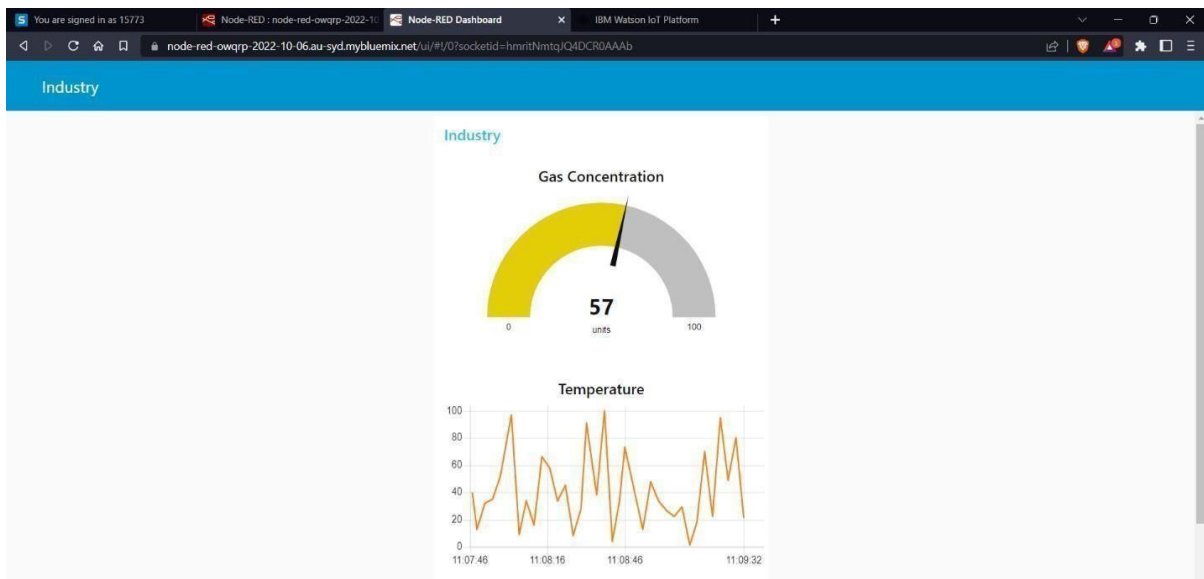 You are signed in as 15773
Node-RED : node-red-owqrp-2022-10
Node-RED Dashboard
IBM Watson IoT Platform
node-red-owqrp-2022-10-06.au-syd.mybluemix.net/ui/#!/0?socketid=hmritNmtqJQ4DCR0AAAb
Industry
Industry
Gas Concentration
57
0 units 100
Temperature
100
80
60
40
20
0
11:07:46 11:08:16 11:08:46 11:09:32